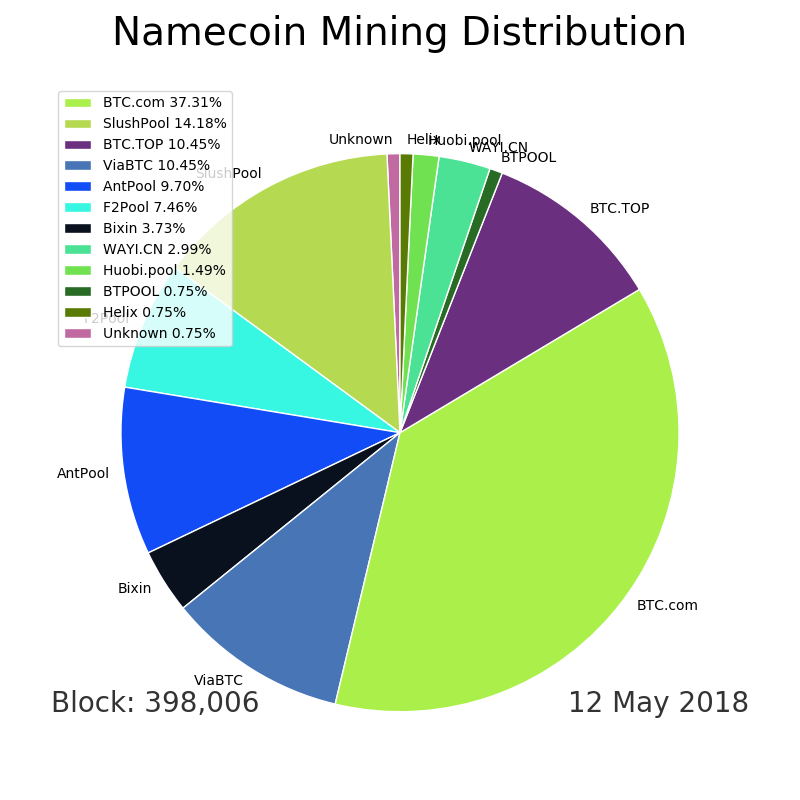 Namecoin Mining Distribution
BTC.com 37.31%
SlushPool 14.18%
BTC.TOP 10.45%
ViaBTC 10.45%
AntPool 9.70%
F2Pool 7.46%
Bixin 3.73%
WAYI.CN 2.99%
Huobi.pool 1.49%
BTPOOL 0.75%
Helix 0.75%
Unknown 0.75%
Unknown
Helix
Huobi.pool
WAYI.CN
BTPOOL
SlushPool
BTC.TOP
F2Pool
AntPool
Bixin
BTC.com
ViaBTC
Block: 398,006
12 May 2018